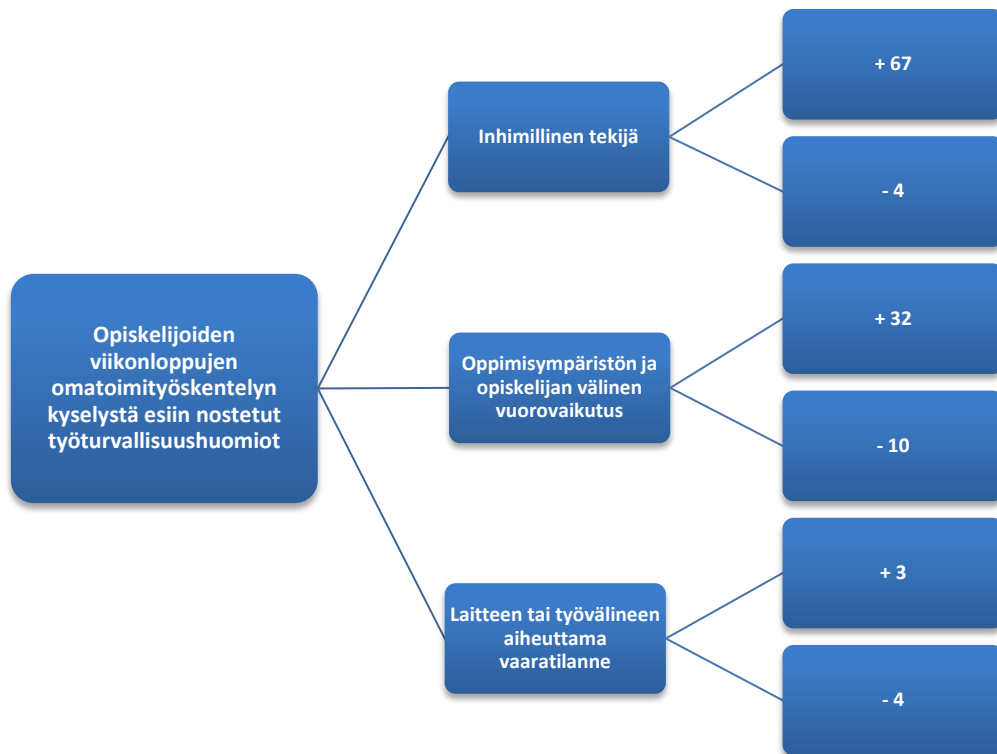 Opiskelijoiden
viikonloppujen
omatoimityöskentelyn
kyselystä esiin nostetut
työturvallisuushuomiot
Inhimillinen tekijä
+ 67
- 4
Oppimisympäristön ja
opiskelijan välinen
vuorovaikutus
+ 32
- 10
Laitteen tai työvälineen
aiheuttama
vaaratilanne
+ 3
- 4